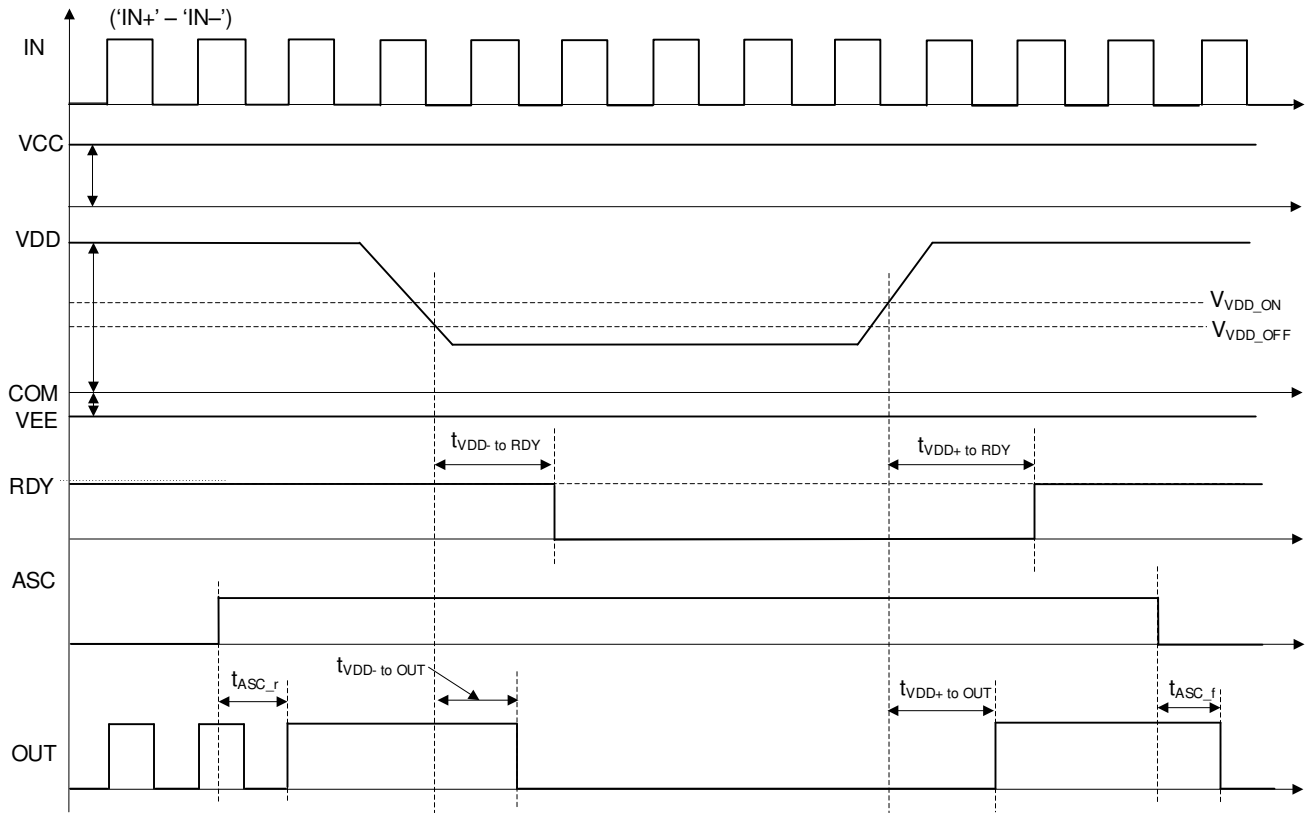 ('IN+' – 'IN–')
IN
VCC
VDD
VVDD_ON
VVDD_OFF
COM
VEE
tVDD- to RDY
tVDD+ to RDY
RDY
ASC
tASC_r
tVDD- to OUT
tVDD+ to OUT
tASC_f
OUT